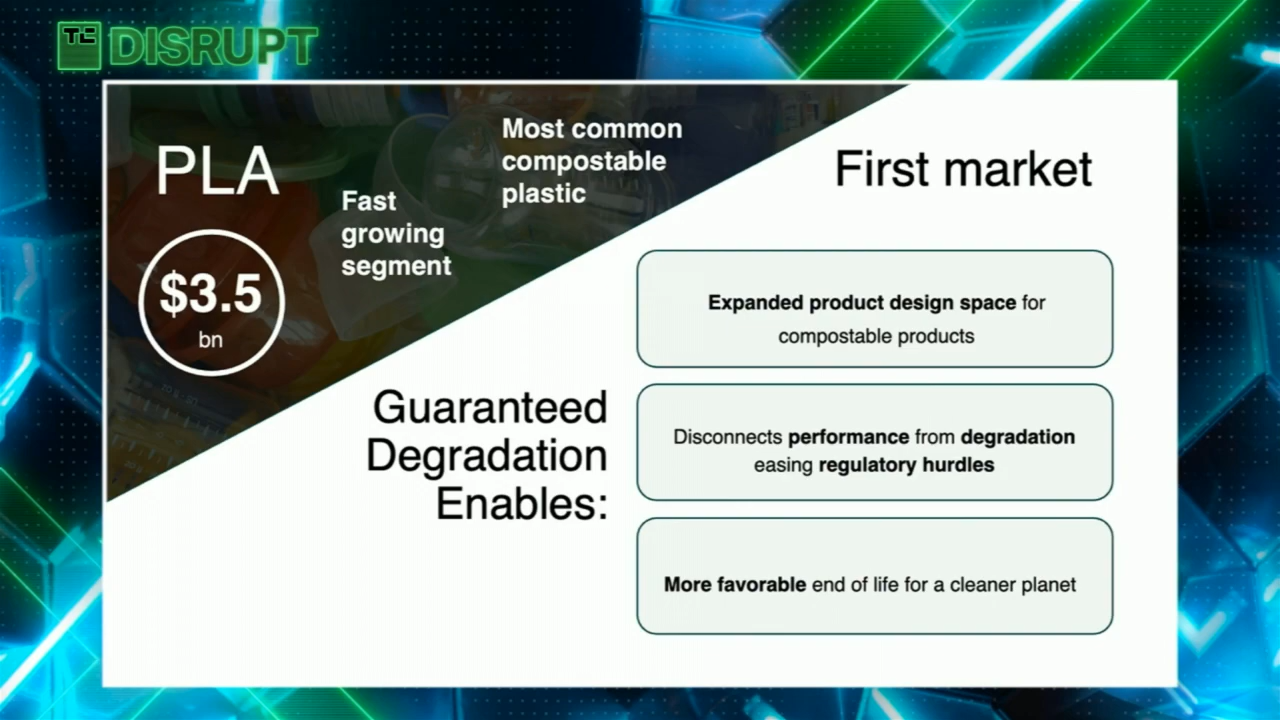 TC DISRUPT
PLA
$3.5
bn
Fast
growing
segment
Most common
compostable
plastic
First market
Guaranteed
Degradation
Enables:
Expanded product design space for
compostable products
Disconnects performance from degradation
easing regulatory hurdles
More favorable end of life for a cleaner planet